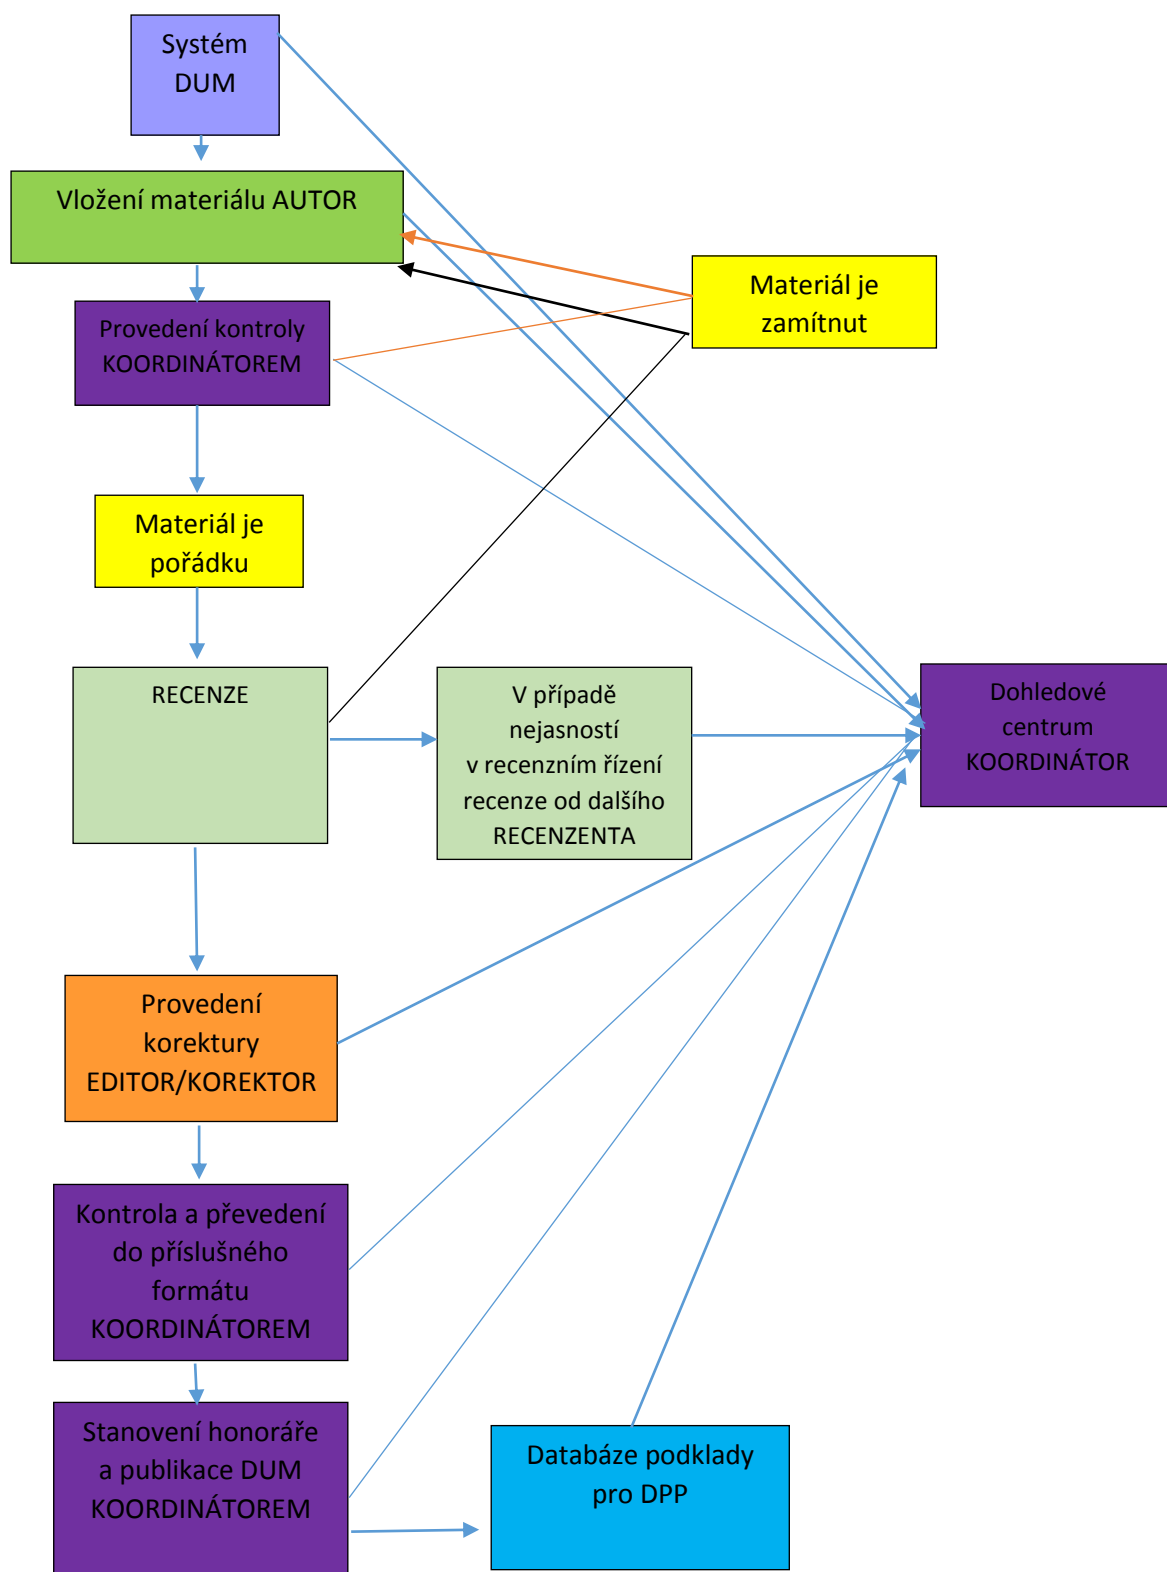 Systém
DUM
Vložení materiálu AUTOR
Materiál je
zamítnut
Provedení kontroly
KOORDINÁTOREM
Materiál je
pořádku
RECENZE
V případě
nejasností
v recenzním řízení
recenze od dalšího
RECENZENTA
Dohledové
centrum
KOORDINÁTOR
Provedení
korektury
EDITOR/KOREKTOR
Kontrola a převedení
do příslušného
formátu
KOORDINÁTOREM
Stanovení honoráře
a publikace DUM
KOORDINÁTOREM
Databáze podklady
pro DPP